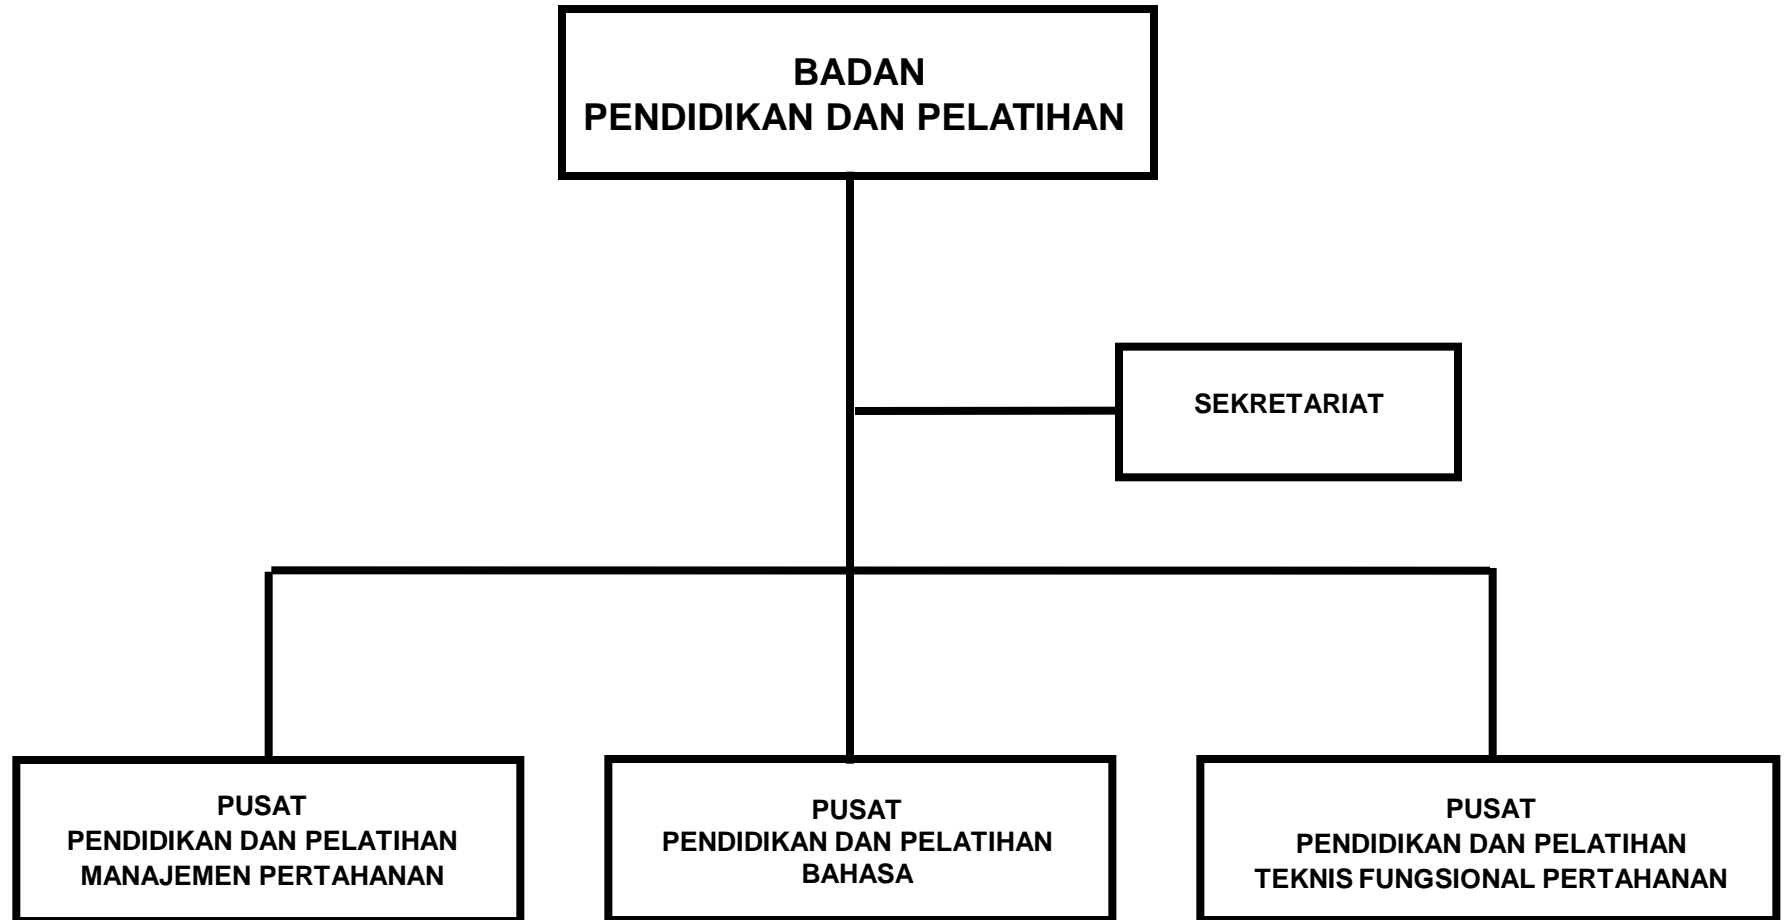 BADAN
PENDIDIKAN DAN PELATIHAN
SEKRETARIAT
PUSAT
PENDIDIKAN DAN PELATIHAN
MANAJEMEN PERTAHANAN
PUSAT
PENDIDIKAN DAN PELATIHAN
BAHASA
PUSAT
PENDIDIKAN DAN PELATIHAN
TEKNIS FUNGSIONAL PERTAHANAN